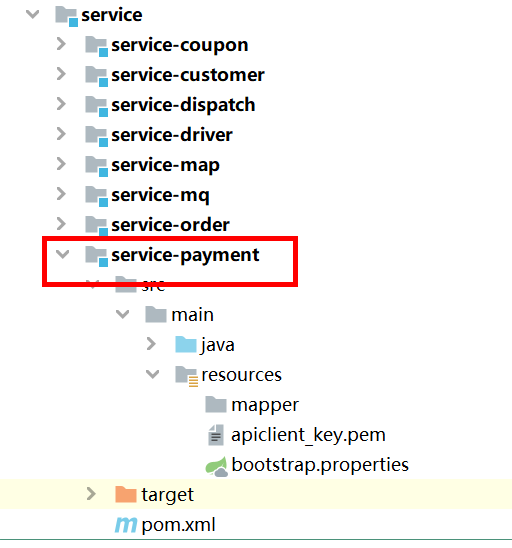 service
service-coupon
service-customer
service-dispatch
service-driver
service-map
service-mq
service-order
service-payment
src
main
java
resources
mapper
apiclient_key.pem
bootstrap.properties
target
pom.xml